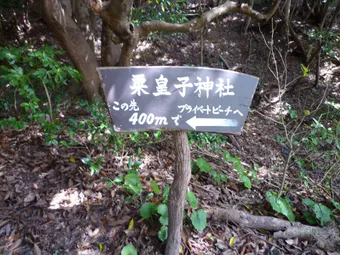 粟皇子神社
この先
400mで
プライベートビーチへ
←